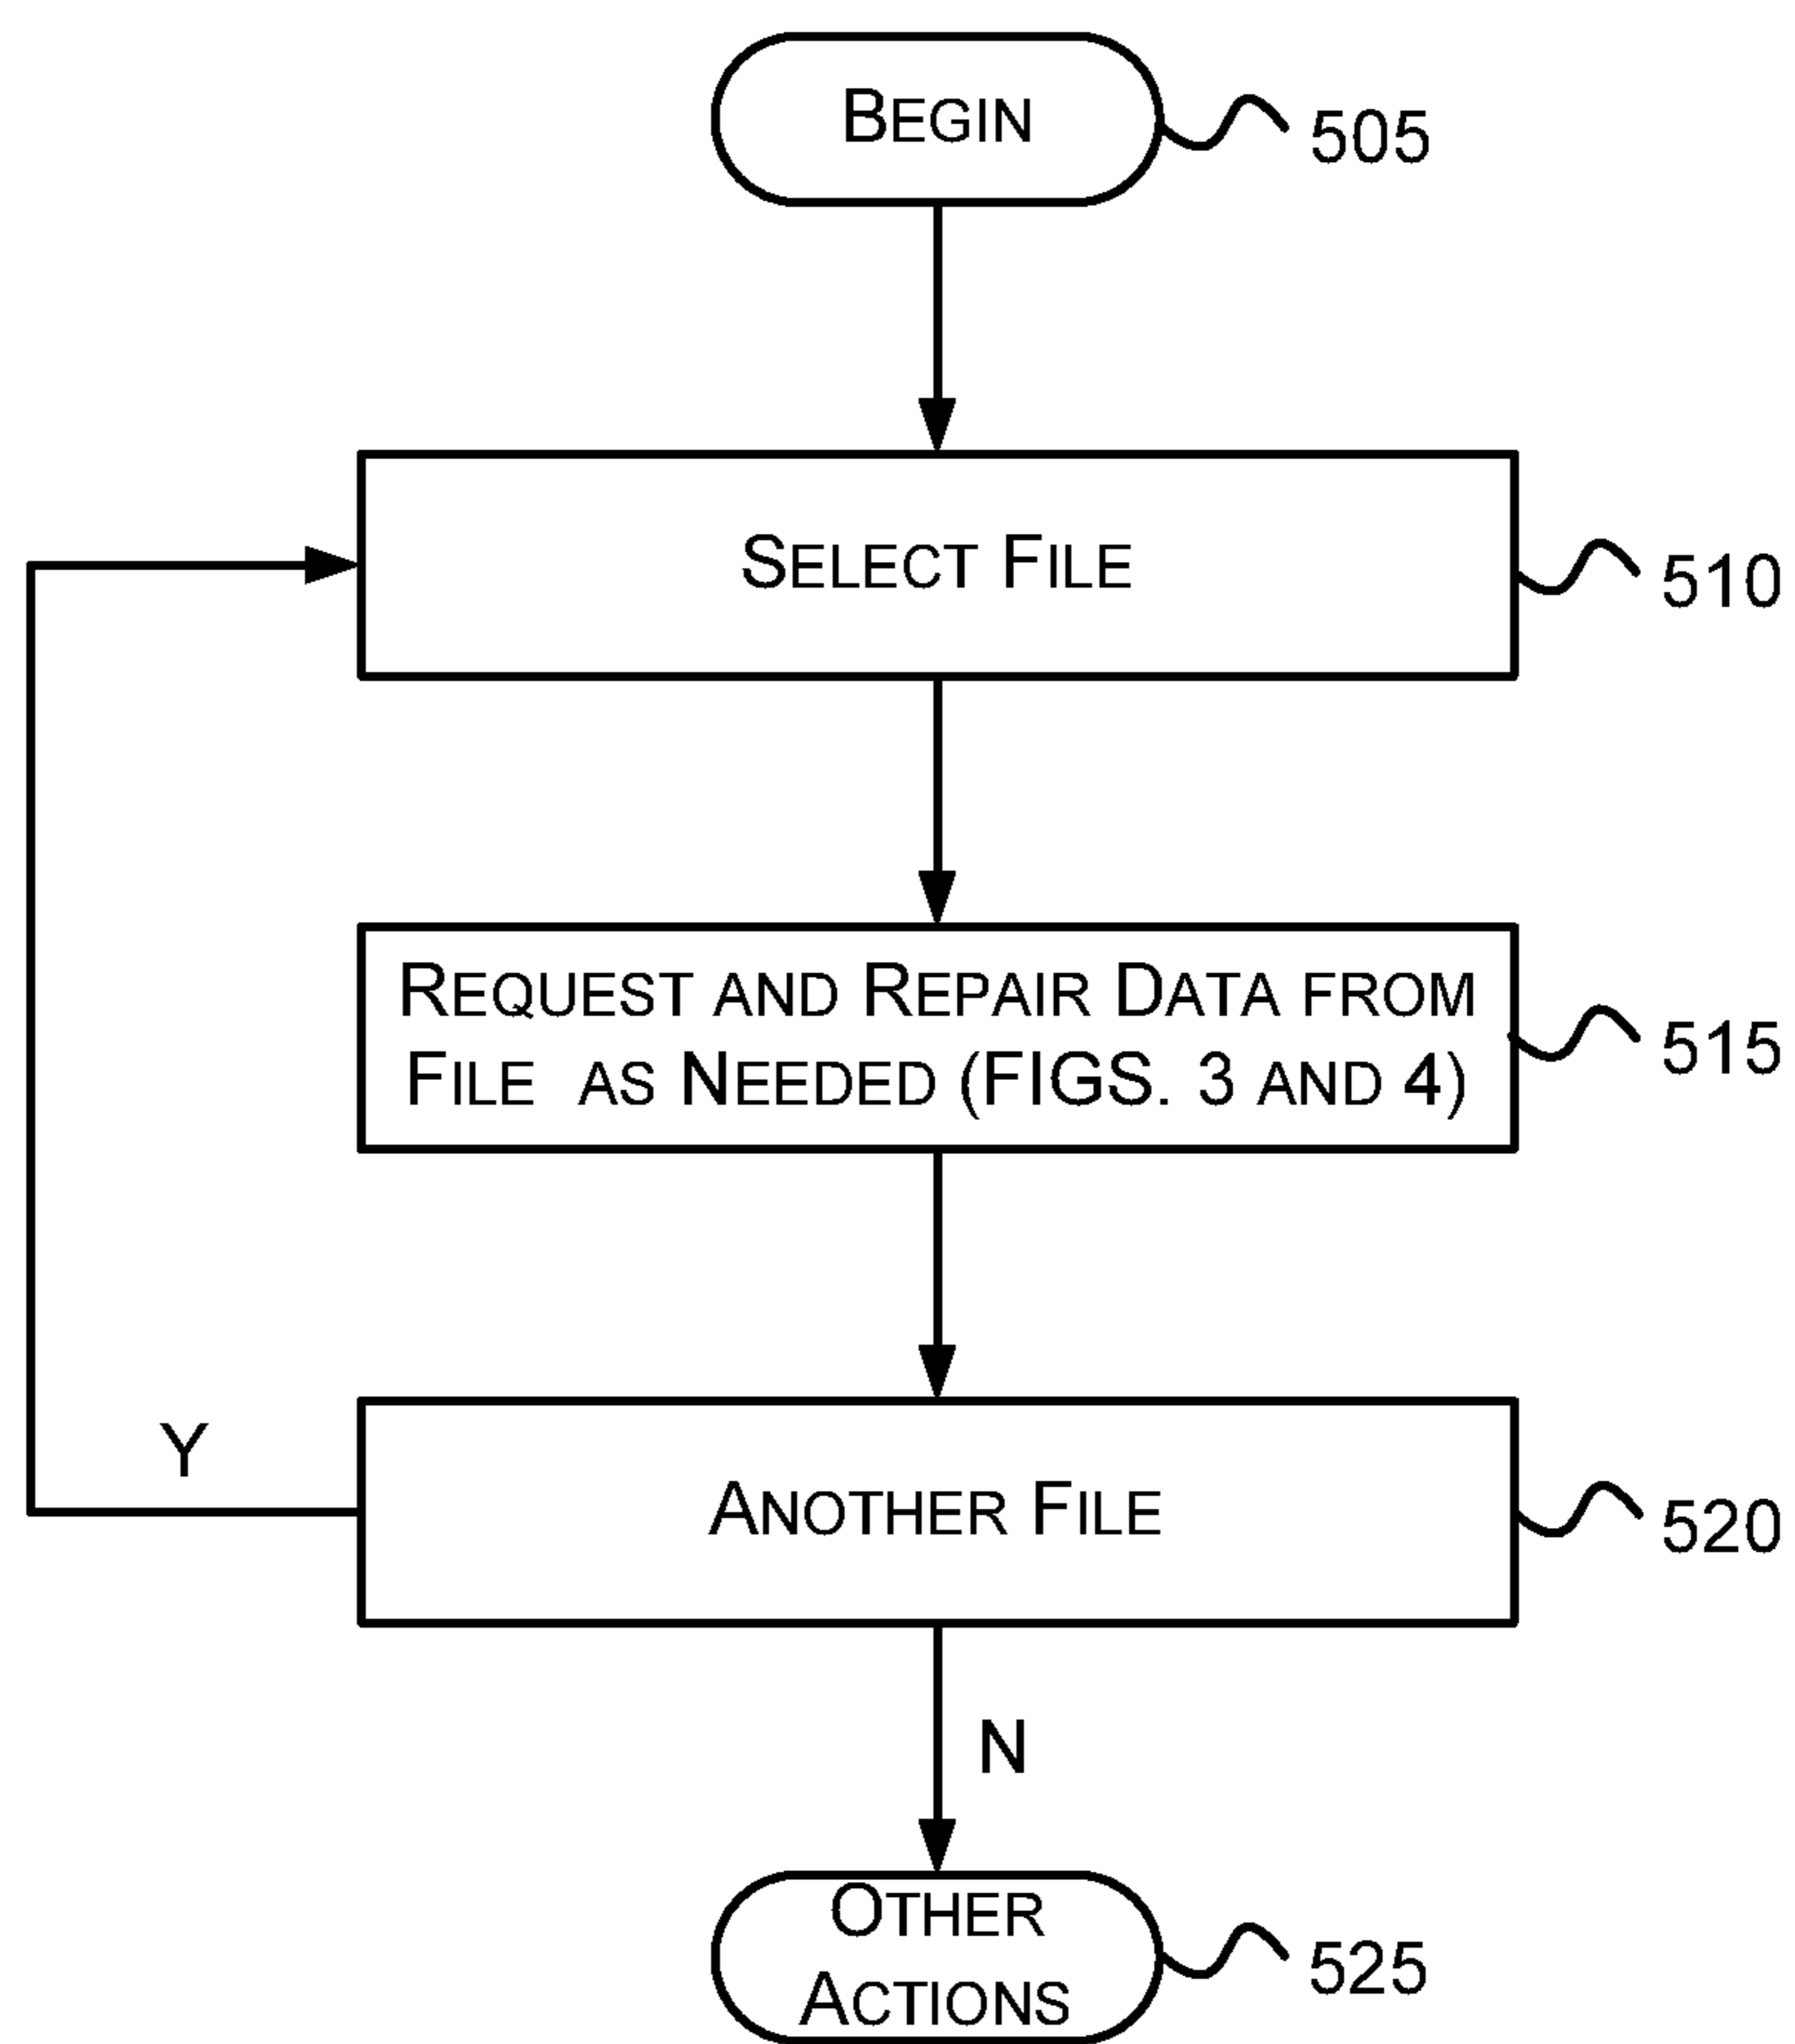 BEGIN
505
SELECT FILE
510
REQUEST AND REPAIR DATA FROM
FILE AS NEEDED (FIGS. 3 AND 4)
515
Y
ANOTHER FILE
520
N
OTHER
ACTIONS
525